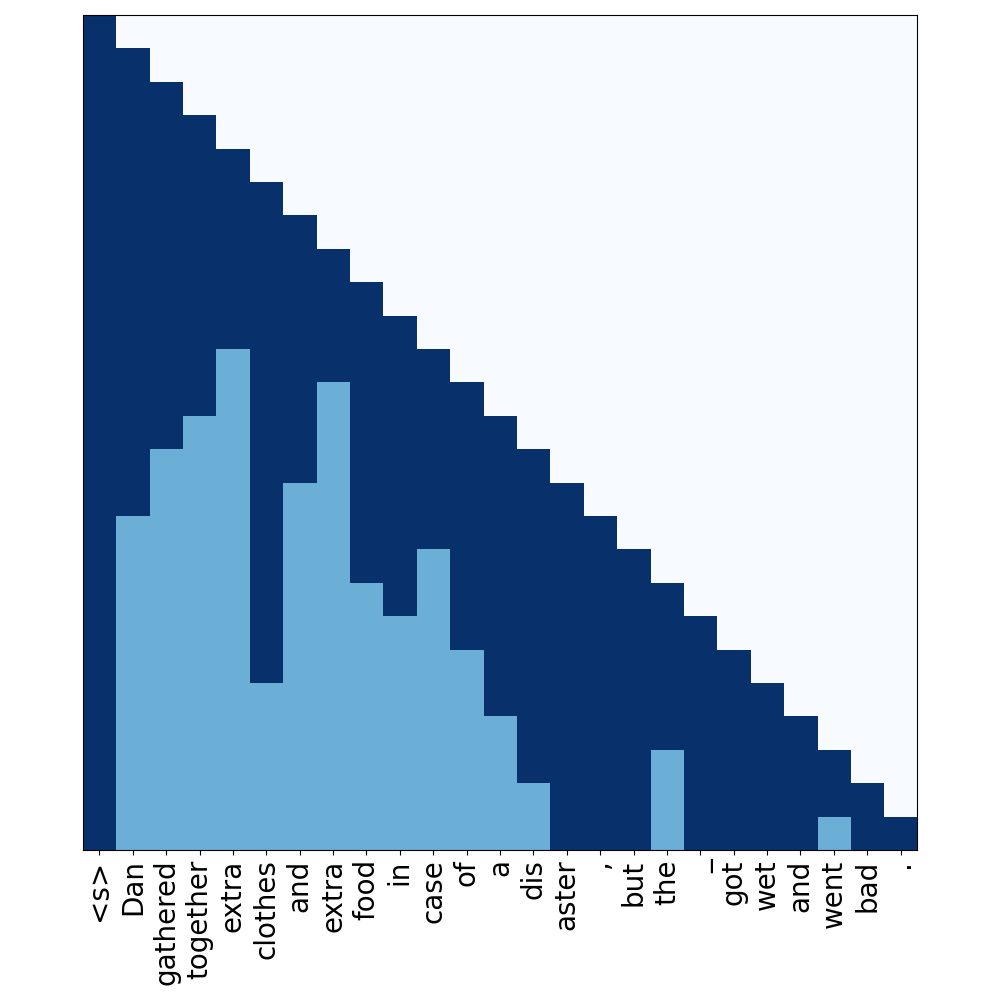 <s>
Dan
gathered
together
extra
clothes
and
extra
food
in
case
of
a
dis
aster
,
but
the
_
got
wet
and
went
bad
.